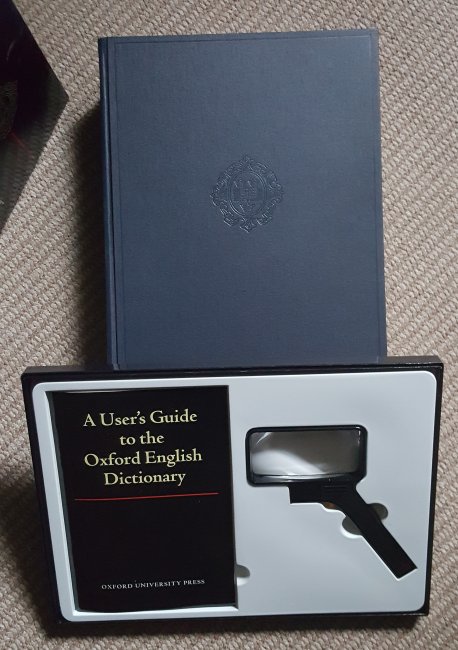 A User's Guide
to the
Oxford English
Dictionary
OXFORD UNIVERSITY PRESS